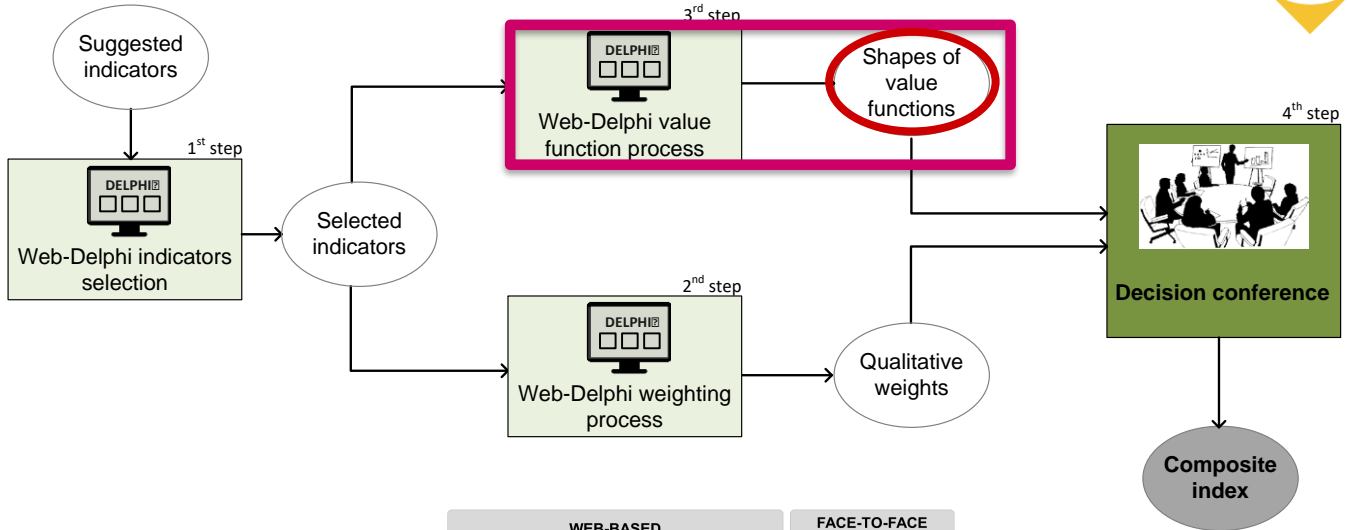 Suggested
indicators
1st step
DELPHI⍰
Web-Delphi indicators
selection
Selected
indicators
3rd step
DELPHI⍰
Web-Delphi value
function process
Shapes of
value
functions
2nd step
DELPHI⍰
Web-Delphi weighting
process
Qualitative
weights
4th step
Decision conference
Composite
index
WEB-BASED
FACE-TO-FACE